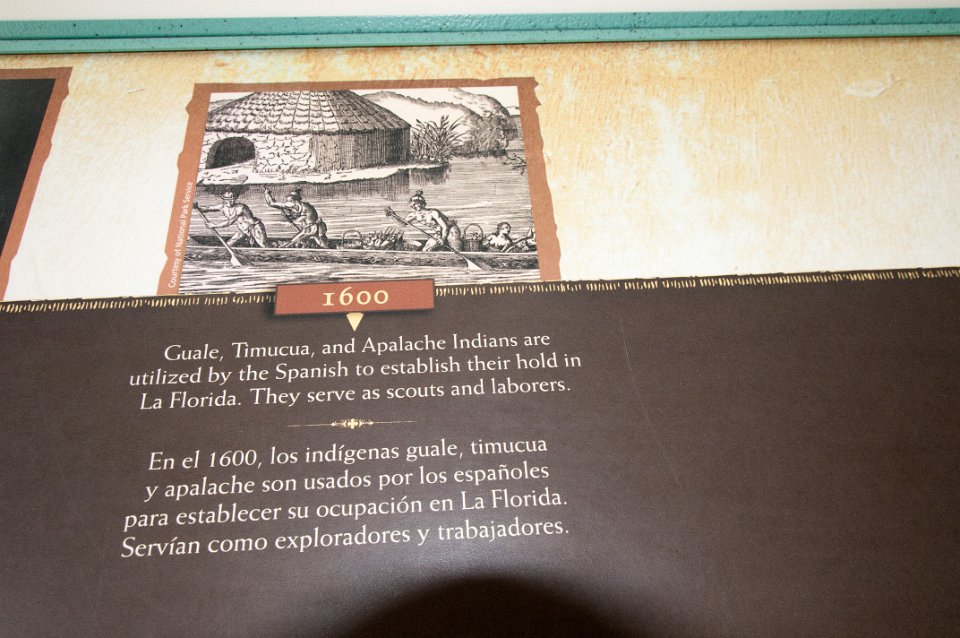 Courtesy of National Park Service
1600
Guale, Timucua, and Apalache Indians are
utilized by the Spanish to establish their hold in
La Florida. They serve as scouts and laborers.
En el 1600, los indígenas guale, timucua
y apalache son usados por los españoles
para establecer su ocupación en La Florida.
Servían como exploradores y trabajadores.